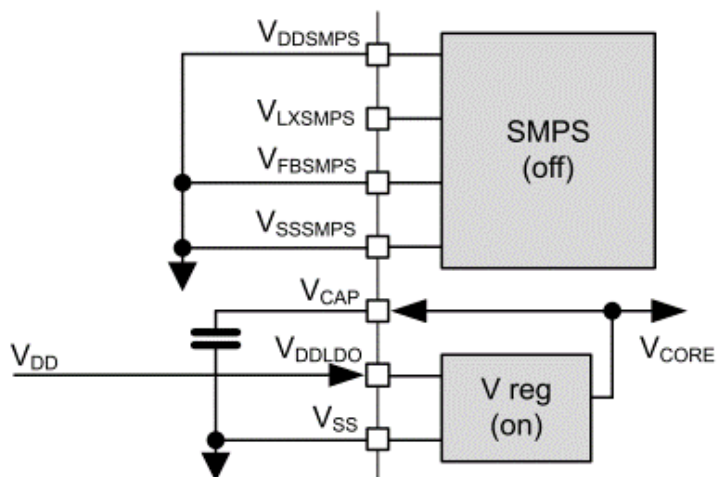 VDDSMPS
VLXSMPS
SMPS
(off)
VFBSMPS
VSSSMPS
VCAP
VDD
VDDLDO
VCORE
V reg
(on)
VSS